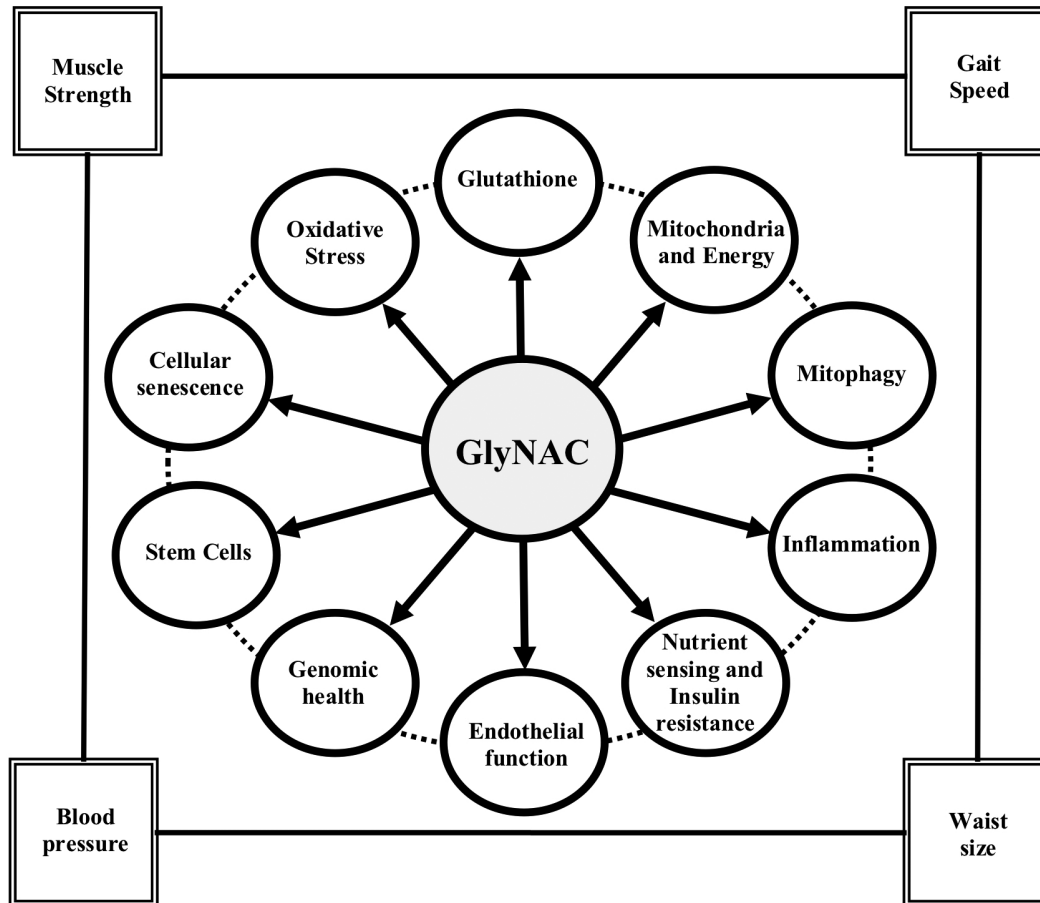 Muscle
Strength
Gait
Speed
Glutathione
Oxidative
Stress
Mitochondria
and Energy
Cellular
senescence
Mitophagy
GlyNAC
Stem Cells
Inflammation
Genomic
health
Nutrient
sensing and
Insulin
resistance
Endothelial
function
Blood
pressure
Waist
size